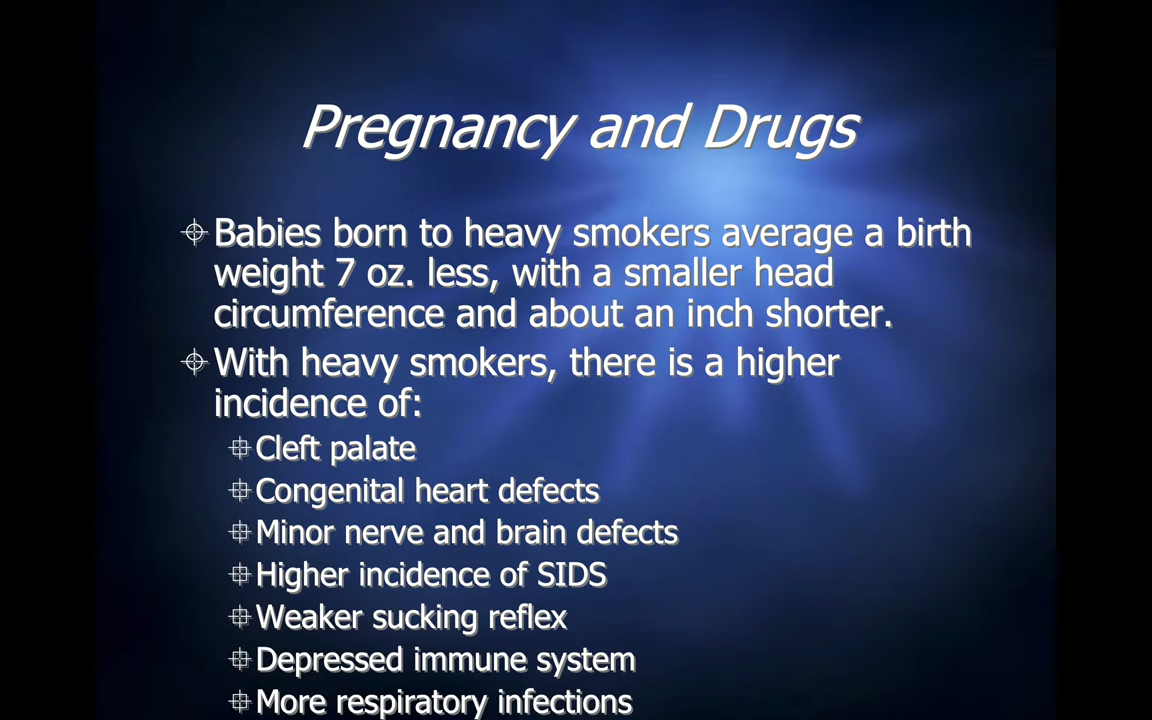 Pregnancy and Drugs
Babies born to heavy smokers average a birth
weight 7 oz. less, with a smaller head
circumference and about an inch shorter.
With heavy smokers, there is a higher
incidence of:
Cleft palate
Congenital heart defects
Minor nerve and brain defects
Higher incidence of SIDS
Weaker sucking reflex
Depressed immune system
More respiratory infections